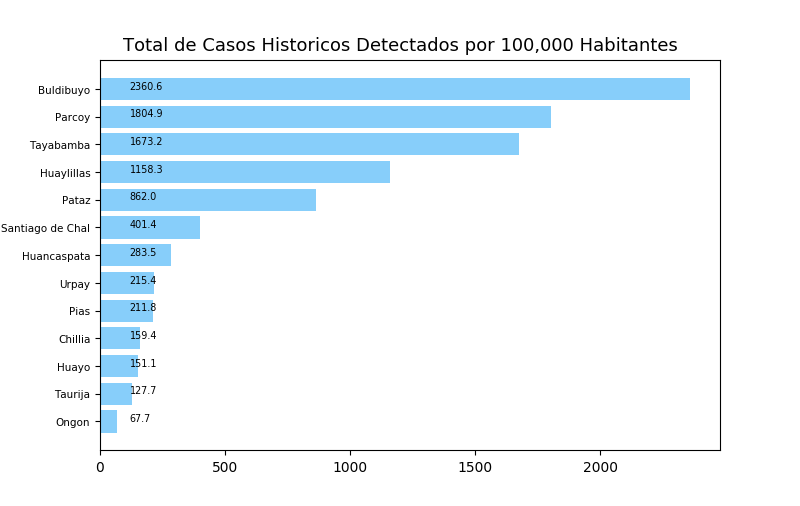 Total de Casos Historicos Detectados por 100,000 Habitantes
Buldibuyo 2360.6
Parcoy 1804.9
Tayabamba 1673.2
Huaylillas 1158.3
Pataz 862.0
Santiago de Chal 401.4
Huancaspata 283.5
Urpay 215.4
Pias 211.8
Chillia 159.4
Huayo 151.1
Taurija 127.7
Ongon 67.7
0 500 1000 1500 2000